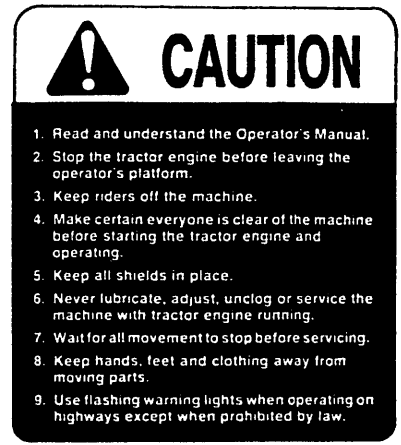 CAUTION
1. Read and understand the Operator's Manual.
2. Stop the tractor engine before leaving the
operator's platform.
3. Keep riders off the machine.
4. Make certain everyone is clear of the machine
before starting the tractor engine and
operating.
5. Keep all shields in place.
6. Never lubricate, adjust, unclog or service the
machine with tractor engine running.
7. Wait for all movement to stop before servicing.
8. Keep hands, feet and clothing away from
moving parts.
9. Use flashing warning lights when operating on
highways except when prohibited by law.